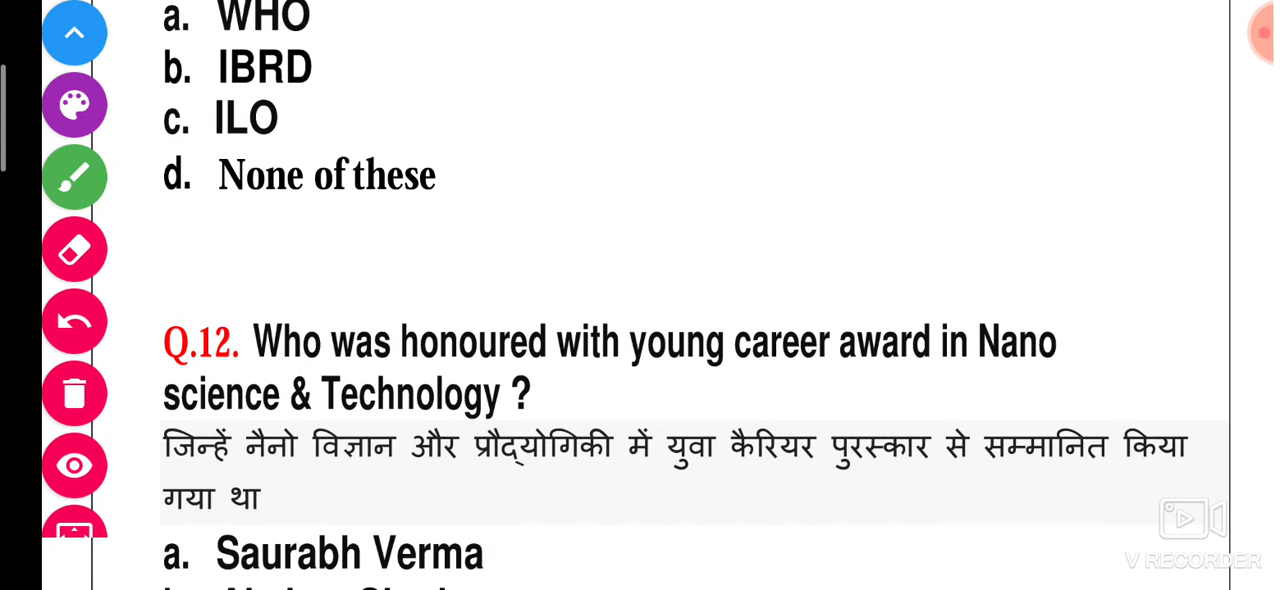 a. WHO
b. IBRD
c. ILO
d. None of these
Q.12. Who was honoured with young career award in Nano
science & Technology ?
जिन्हें नैनो विज्ञान और प्रौद्योगिकी में युवा कैरियर पुरस्कार से सम्मानित किया
गया था
a. Saurabh Verma
V RECORDER